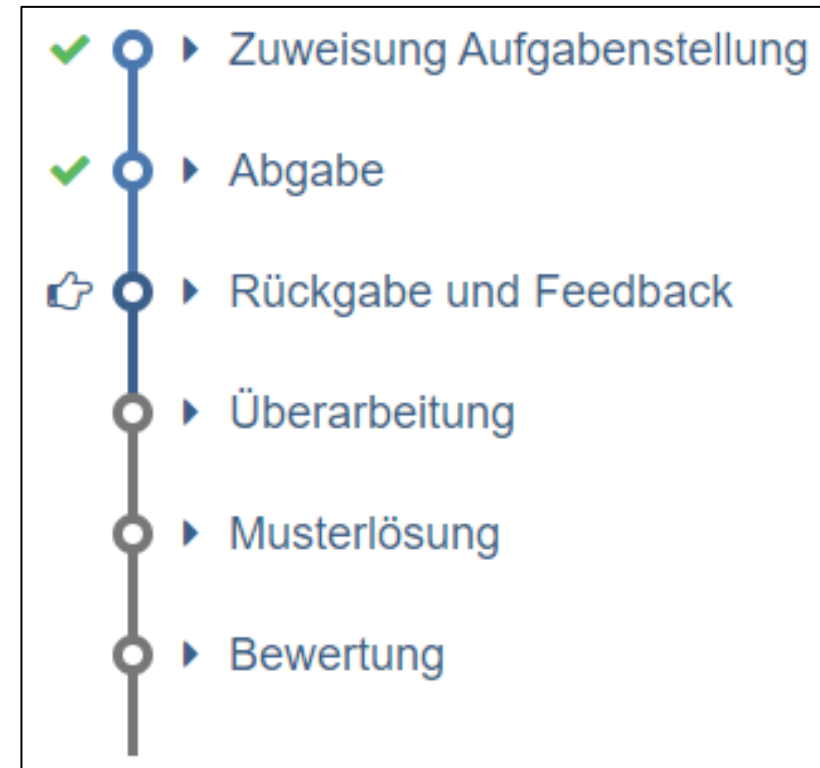 Zuweisung Aufgabenstellung
Abgabe
Rückgabe und Feedback
Überarbeitung
Musterlösung
Bewertung